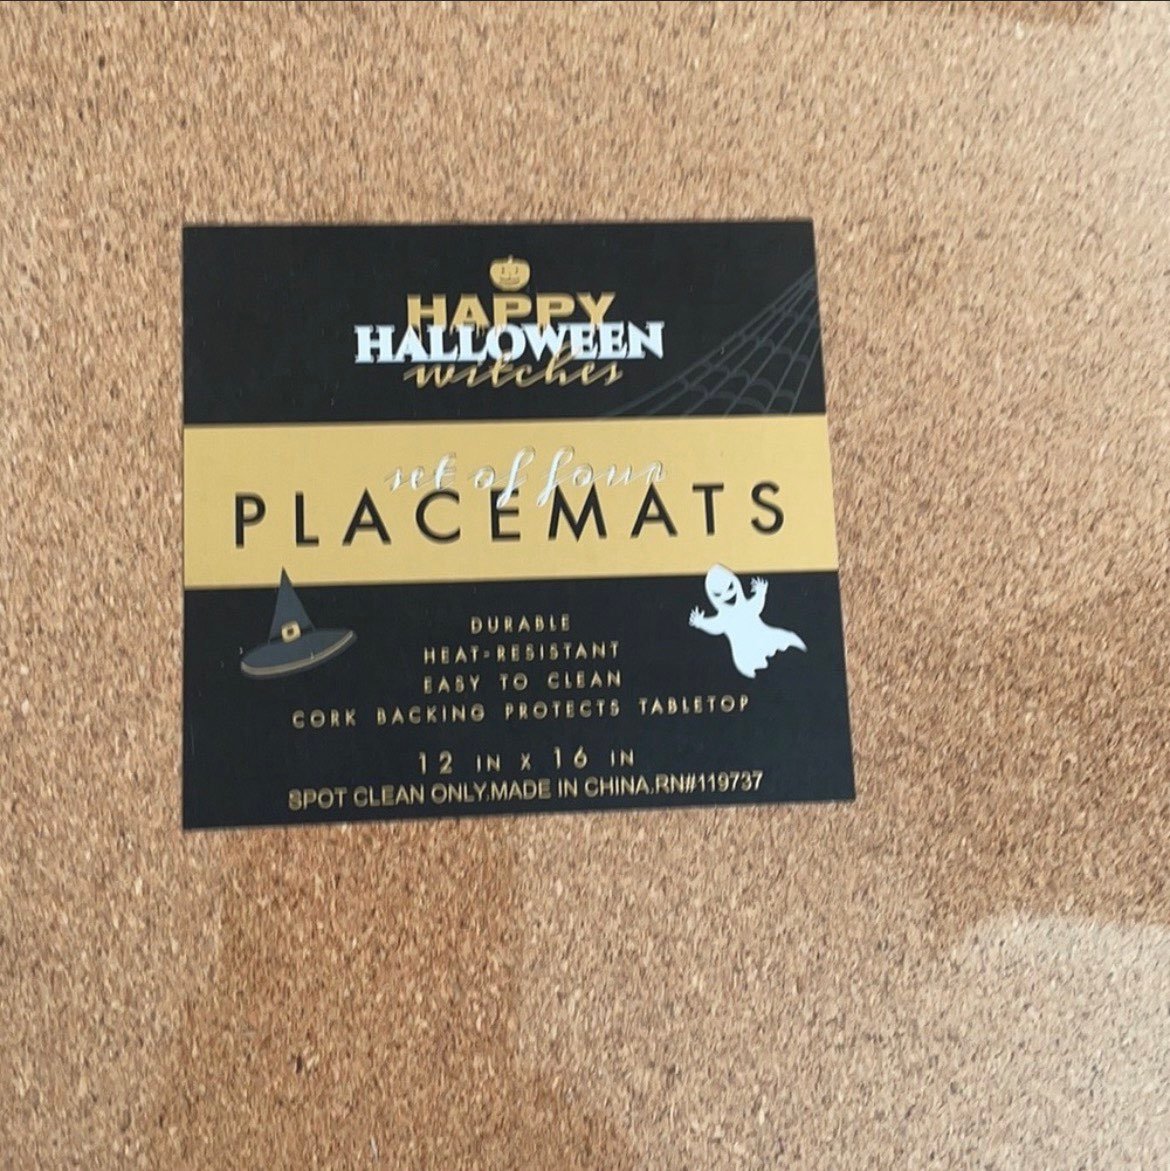 HAPPY
HALLOWEEN
witches
set of four
PLACEMATS
DURABLE
HEAT-RESISTANT
EASY TO CLEAN
CORK BACKING PROTECTS TABLETOP
12 IN X 16 IN
SPOT CLEAN ONLY.MADE IN CHINA.RN#119737